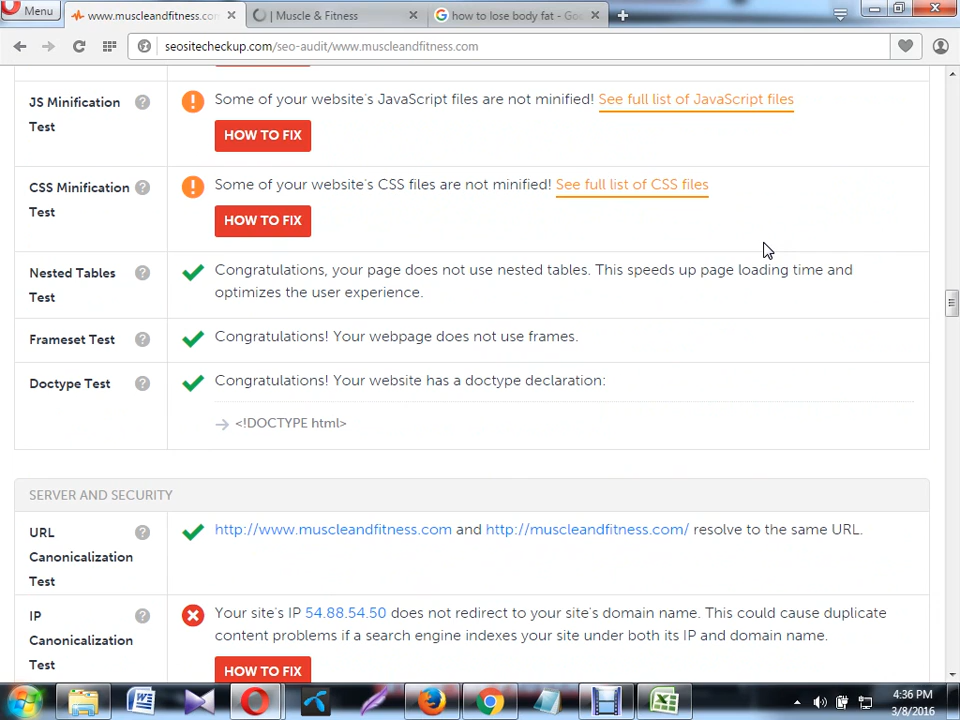 Menu
www.muscleandfitness.con
| Muscle & Fitness
how to lose body fat - Goo
seositecheckup.com/seo-audit/www.muscleandfitness.com
JS Minification
Test
Some of your website's JavaScript files are not minified! See full list of JavaScript files
HOW TO FIX
CSS Minification
Test
Some of your website's CSS files are not minified! See full list of CSS files
HOW TO FIX
Nested Tables
Test
Congratulations, your page does not use nested tables. This speeds up page loading time and
optimizes the user experience.
Frameset Test
Congratulations! Your webpage does not use frames.
Doctype Test
Congratulations! Your website has a doctype declaration:
<!DOCTYPE html>
SERVER AND SECURITY
URL
Canonicalization
Test
http://www.muscleandfitness.com and http://muscleandfitness.com/ resolve to the same URL.
IP
Canonicalization
Test
Your site's IP 54.88.54.50 does not redirect to your site's domain name. This could cause duplicate
content problems if a search engine indexes your site under both its IP and domain name.
HOW TO FIX
4:36 PM
3/8/2016